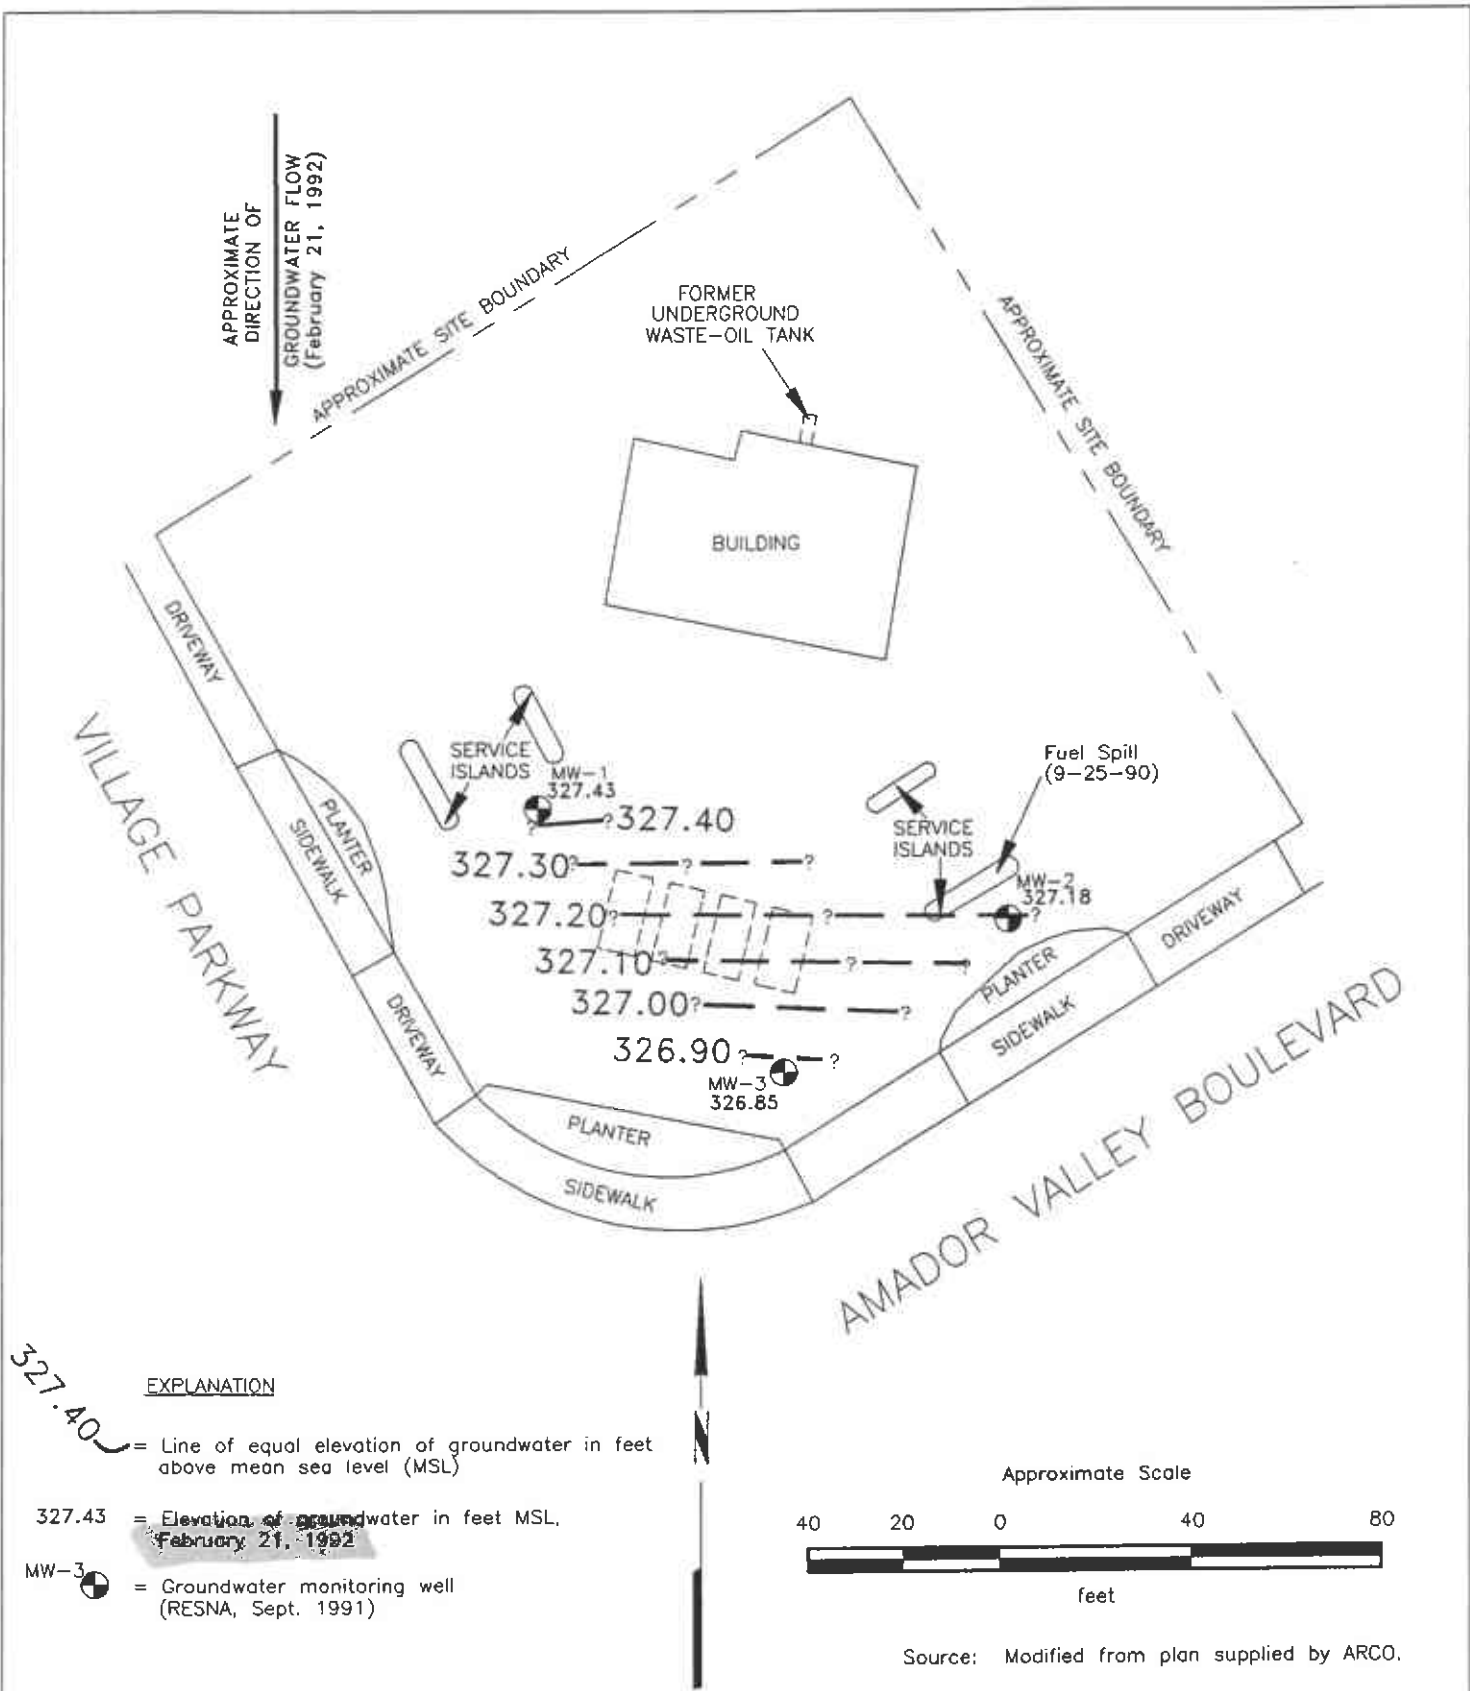 APPROXIMATE
DIRECTION OF
GROUNDWATER FLOW
(February 21, 1992)
APPROXIMATE SITE BOUNDARY
FORMER
UNDERGROUND
WASTE-OIL TANK
APPROXIMATE SITE BOUNDARY
BUILDING
DRIVEWAY
VILLAGE PARKWAY
SERVICE
ISLANDS
MW-1
327.43
Fuel Spill
(9-25-90)
PLANTER
SIDEWALK
? ?327.40
SERVICE
ISLANDS
327.30? ? ?
MW-2
327.18
327.20? ? ?
DRIVEWAY
327.10? ? ?
PLANTER
SIDEWALK
DRIVEWAY
327.00? ?
326.90? ?
MW-3
326.85
PLANTER
SIDEWALK
AMADOR VALLEY BOULEVARD
N
327.40
EXPLANATION
= Line of equal elevation of groundwater in feet
above mean sea level (MSL)
327.43 = Elevation of groundwater in feet MSL,
February 21, 1992
MW-3
= Groundwater monitoring well
(RESNA, Sept. 1991)
Approximate Scale
40 20 0 40 80
feet
Source: Modified from plan supplied by ARCO.